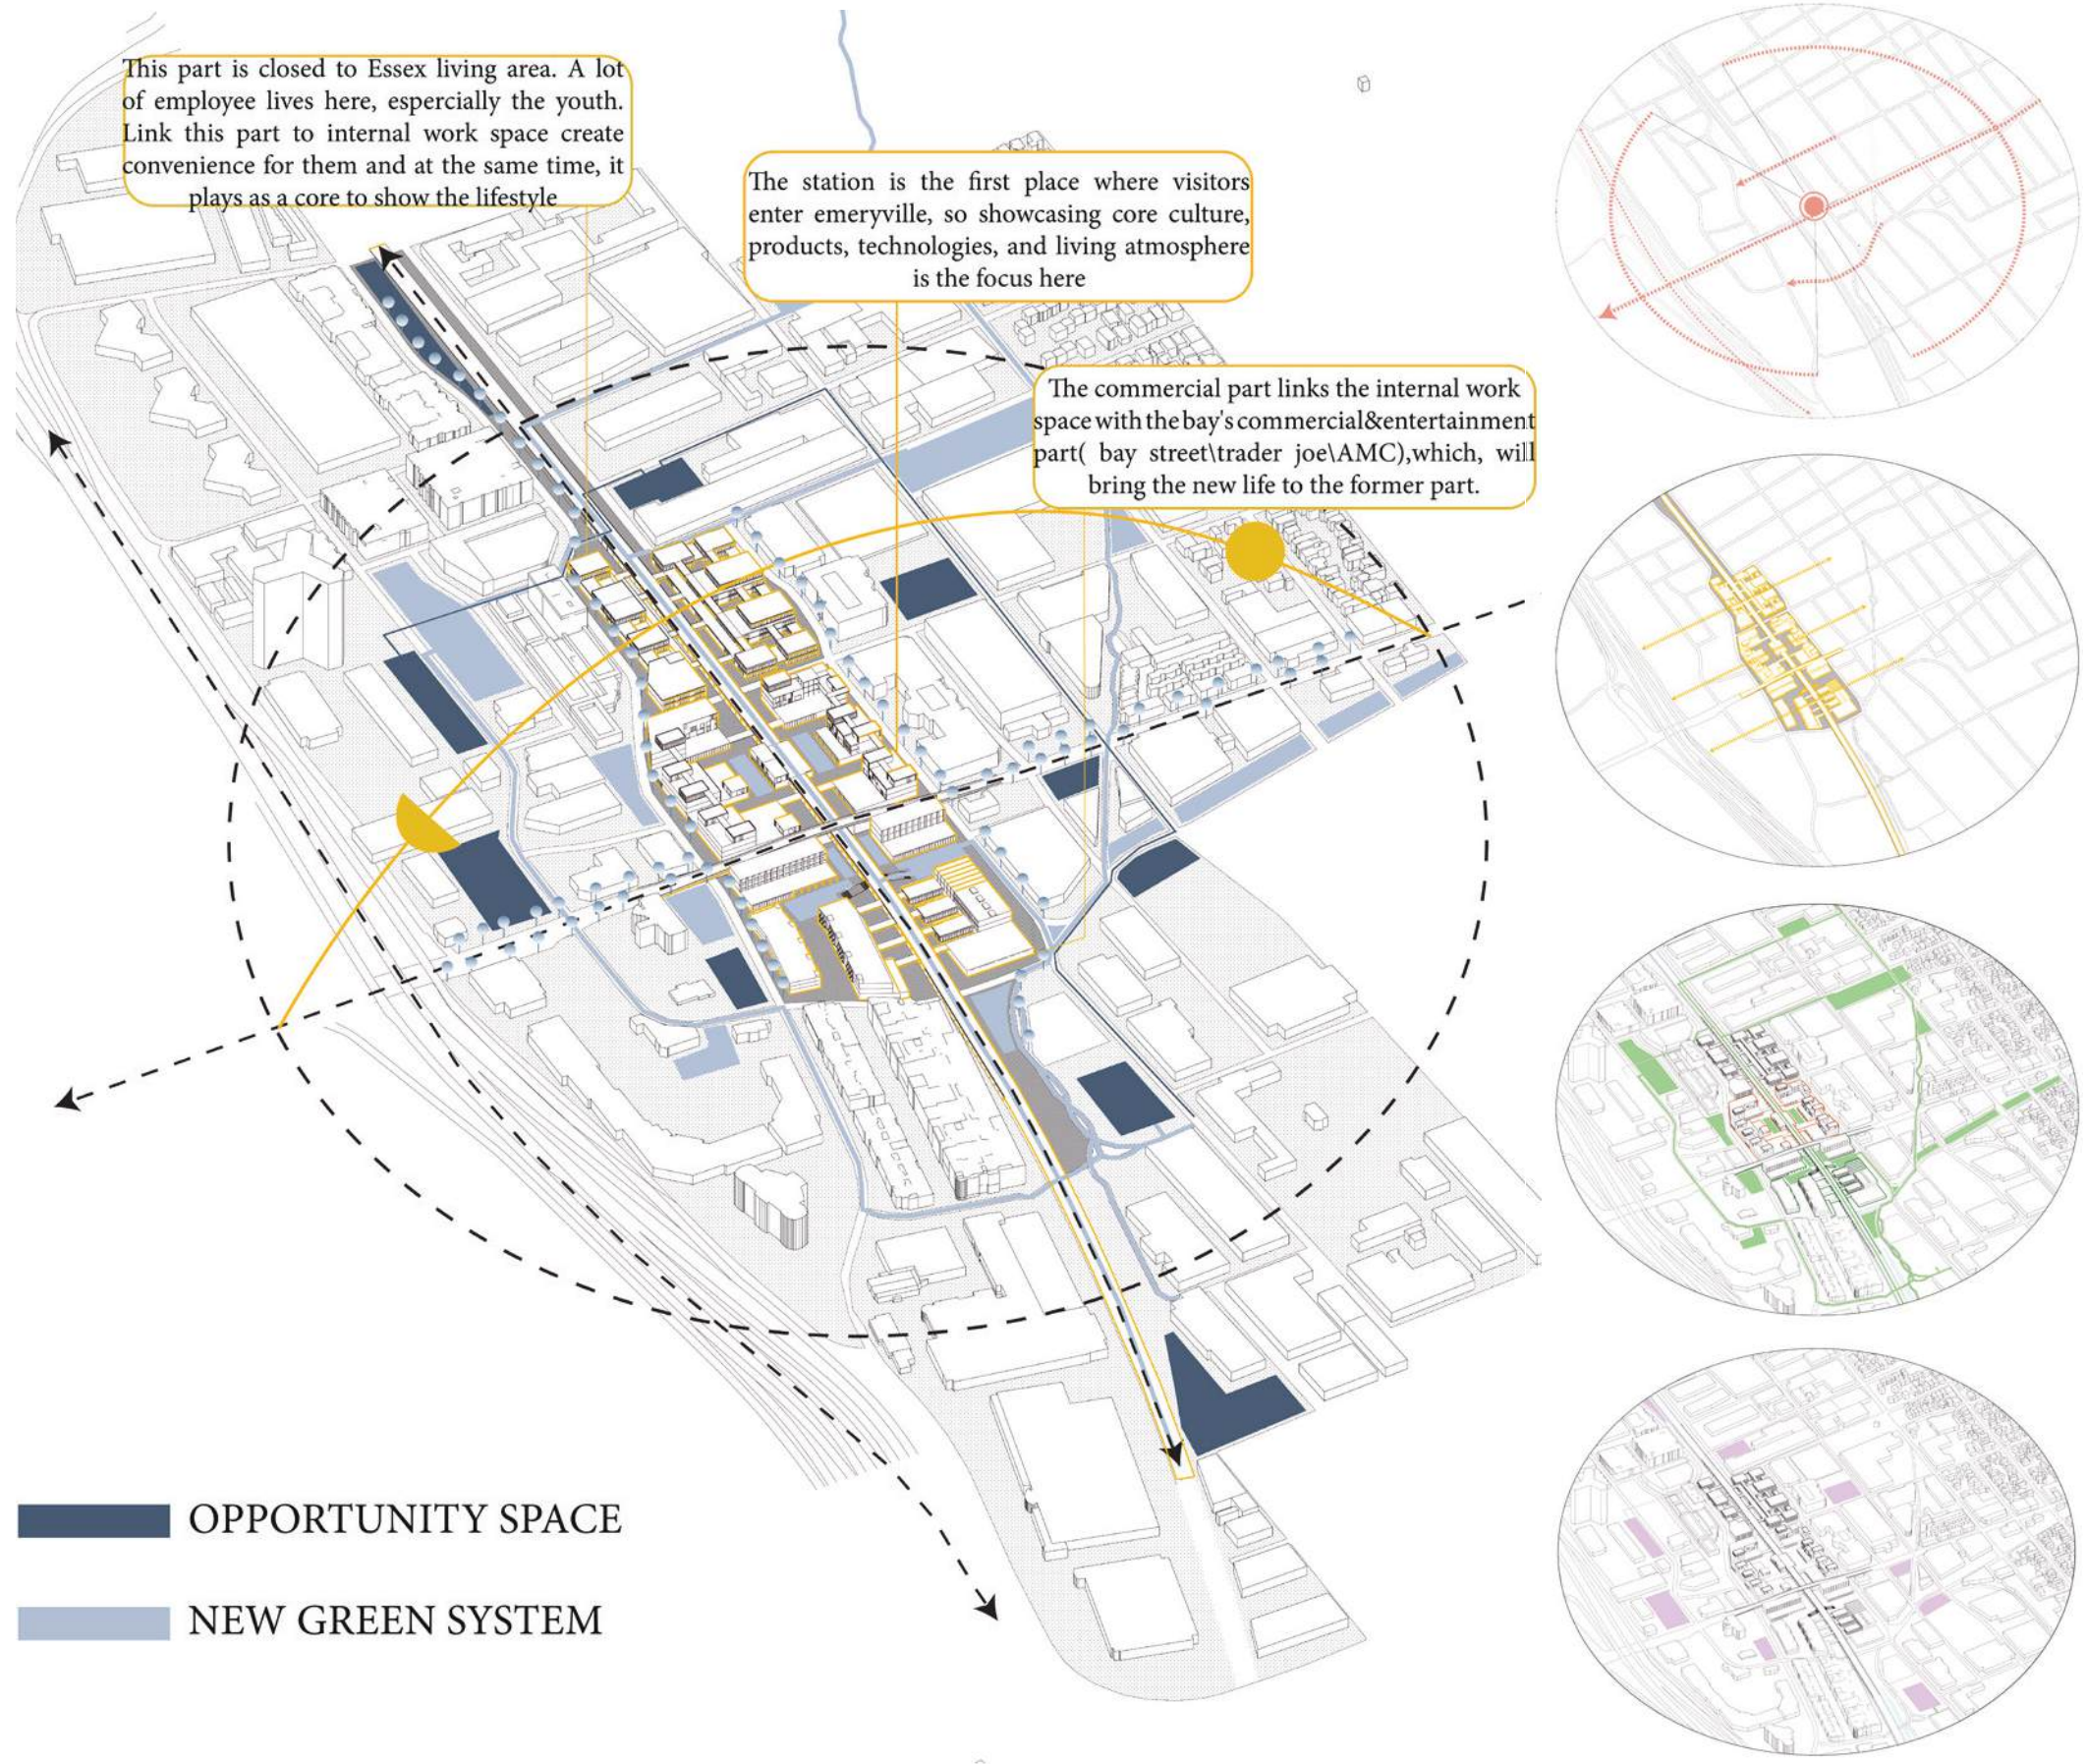 This part is closed to Essex living area. A lot
of employee lives here, espercially the youth.
Link this part to internal work space create
convenience for them and at the same time, it
plays as a core to show the lifestyle
The station is the first place where visitors
enter emeryville, so showcasing core culture,
products, technologies, and living atmosphere
is the focus here
The commercial part links the internal work
space with the bay's commercial&entertainment
part( bay street\trader joe\AMC),which, will
bring the new life to the former part.
OPPORTUNITY SPACE
NEW GREEN SYSTEM